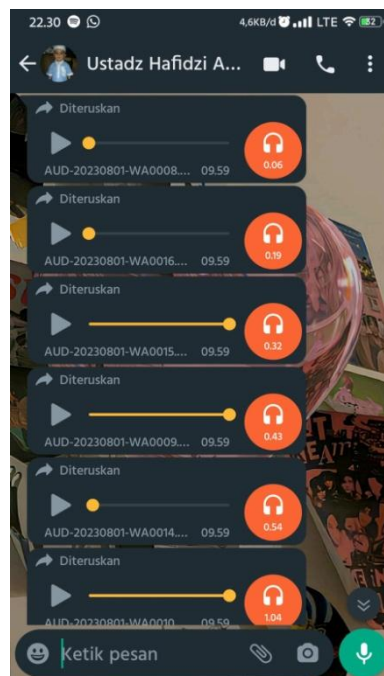 22.30
4,6KB/d
LTE
32
Ustadz Hafidzi A...
Diteruskan
0.06
AUD-20230801-WA0008.... 09.59
Diteruskan
0.19
AUD-20230801-WA0016.... 09.59
Diteruskan
0.32
AUD-20230801-WA0015.... 09.59
Diteruskan
0.43
AUD-20230801-WA0009.... 09.59
Diteruskan
0.54
AUD-20230801-WA0014.... 09.59
Diteruskan
1.04
AUD-20230801-WA0010 09.59
Ketik pesan